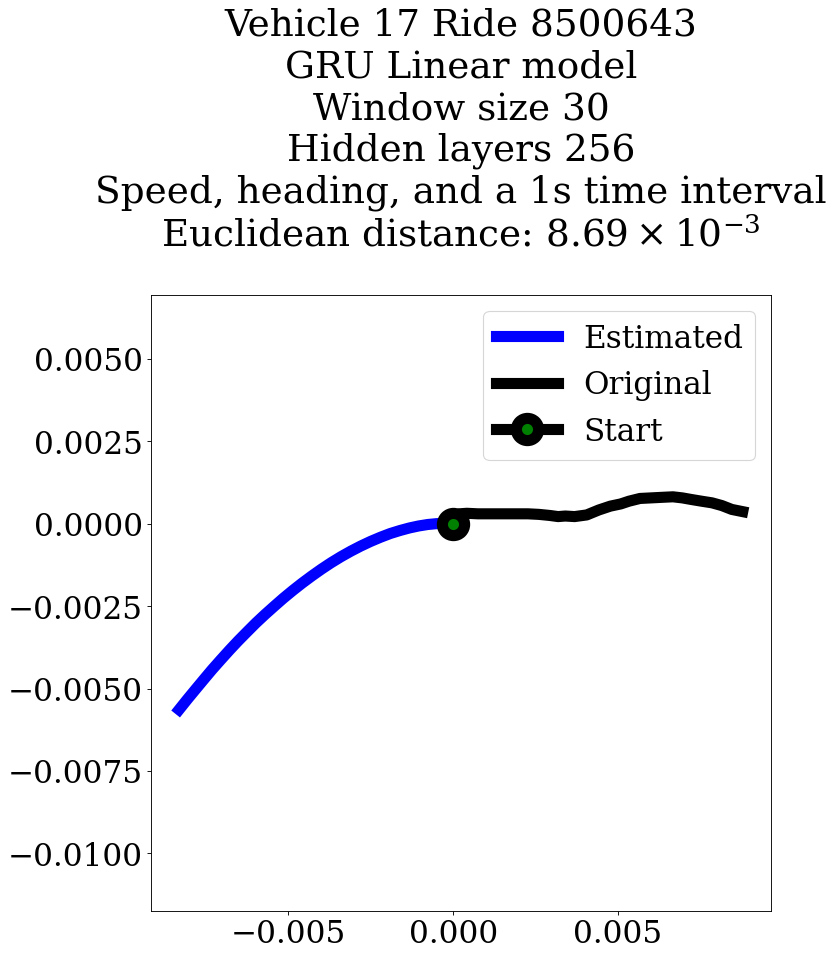 Vehicle 17 Ride 8500643
GRU Linear model
Window size 30
Hidden layers 256
Speed, heading, and a 1s time interval
Euclidean distance: 8.69 × 10⁻³
Estimated
Original
Start
0.0050
0.0025
0.0000
−0.0025
−0.0050
−0.0075
−0.0100
−0.005 0.000 0.005